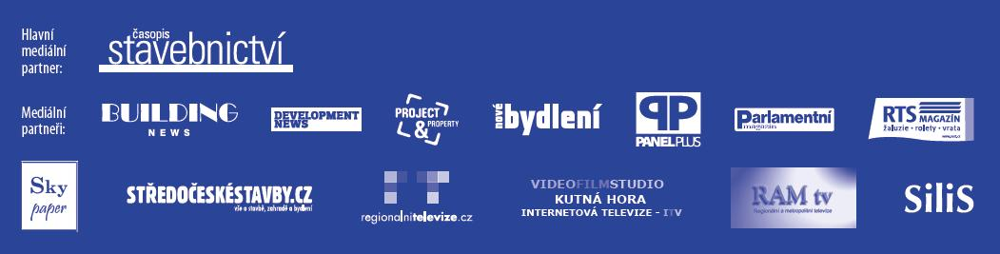 Hlavní
mediální
partner:
časopis
stavebnictví
Mediální
partneři:
BUILDING
NEWS
DEVELOPMENT
NEWS
PROJECT
& PROPERTY
nové bydlení
PP
PANELPLUS
Parlamentní
magazín
RTS MAGAZÍN
žaluzie • rolety • vrata
Sky
paper
STŘEDOČESKÉSTAVBY.CZ
vše o stavbě, zahradě a bydlení
regionalnitelevize.cz
VIDEOFILMSTUDIO
KUTNÁ HORA
INTERNETOVÁ TELEVIZE - ITV
RAM tv
Regionální a metropolitní televize
SiliS